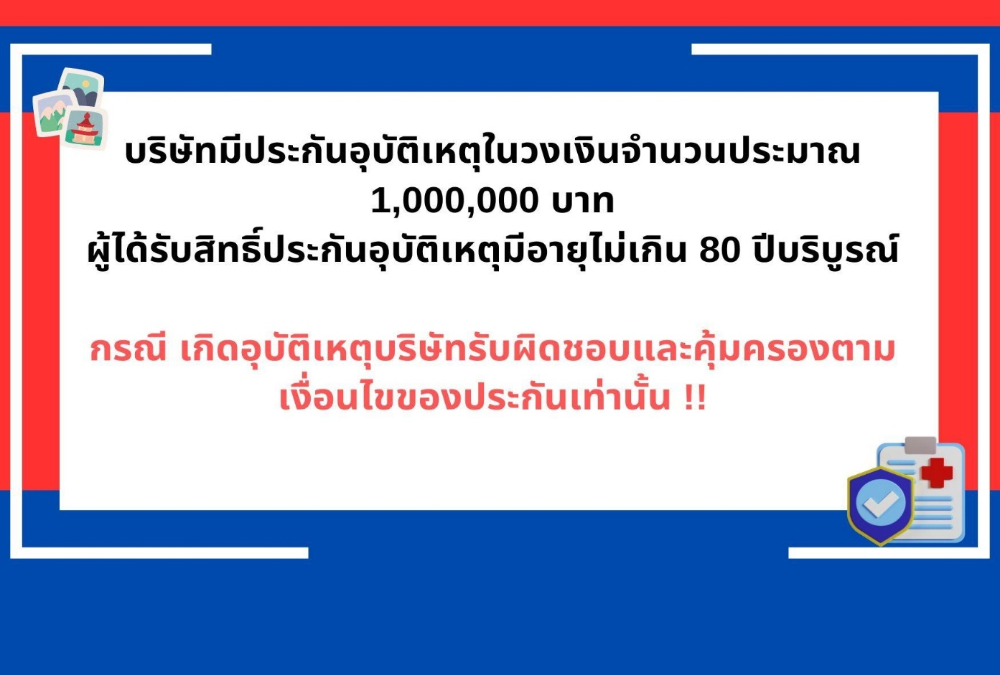 บริษัทมีประกันอุบัติเหตุในวงเงินจำนวนประมาณ
1,000,000 บาท
ผู้ได้รับสิทธิ์ประกันอุบัติเหตุมีอายุไม่เกิน 80 ปีบริบูรณ์
กรณี เกิดอุบัติเหตุบริษัทรับผิดชอบและคุ้มครองตาม
เงื่อนไขของประกันเท่านั้น !!